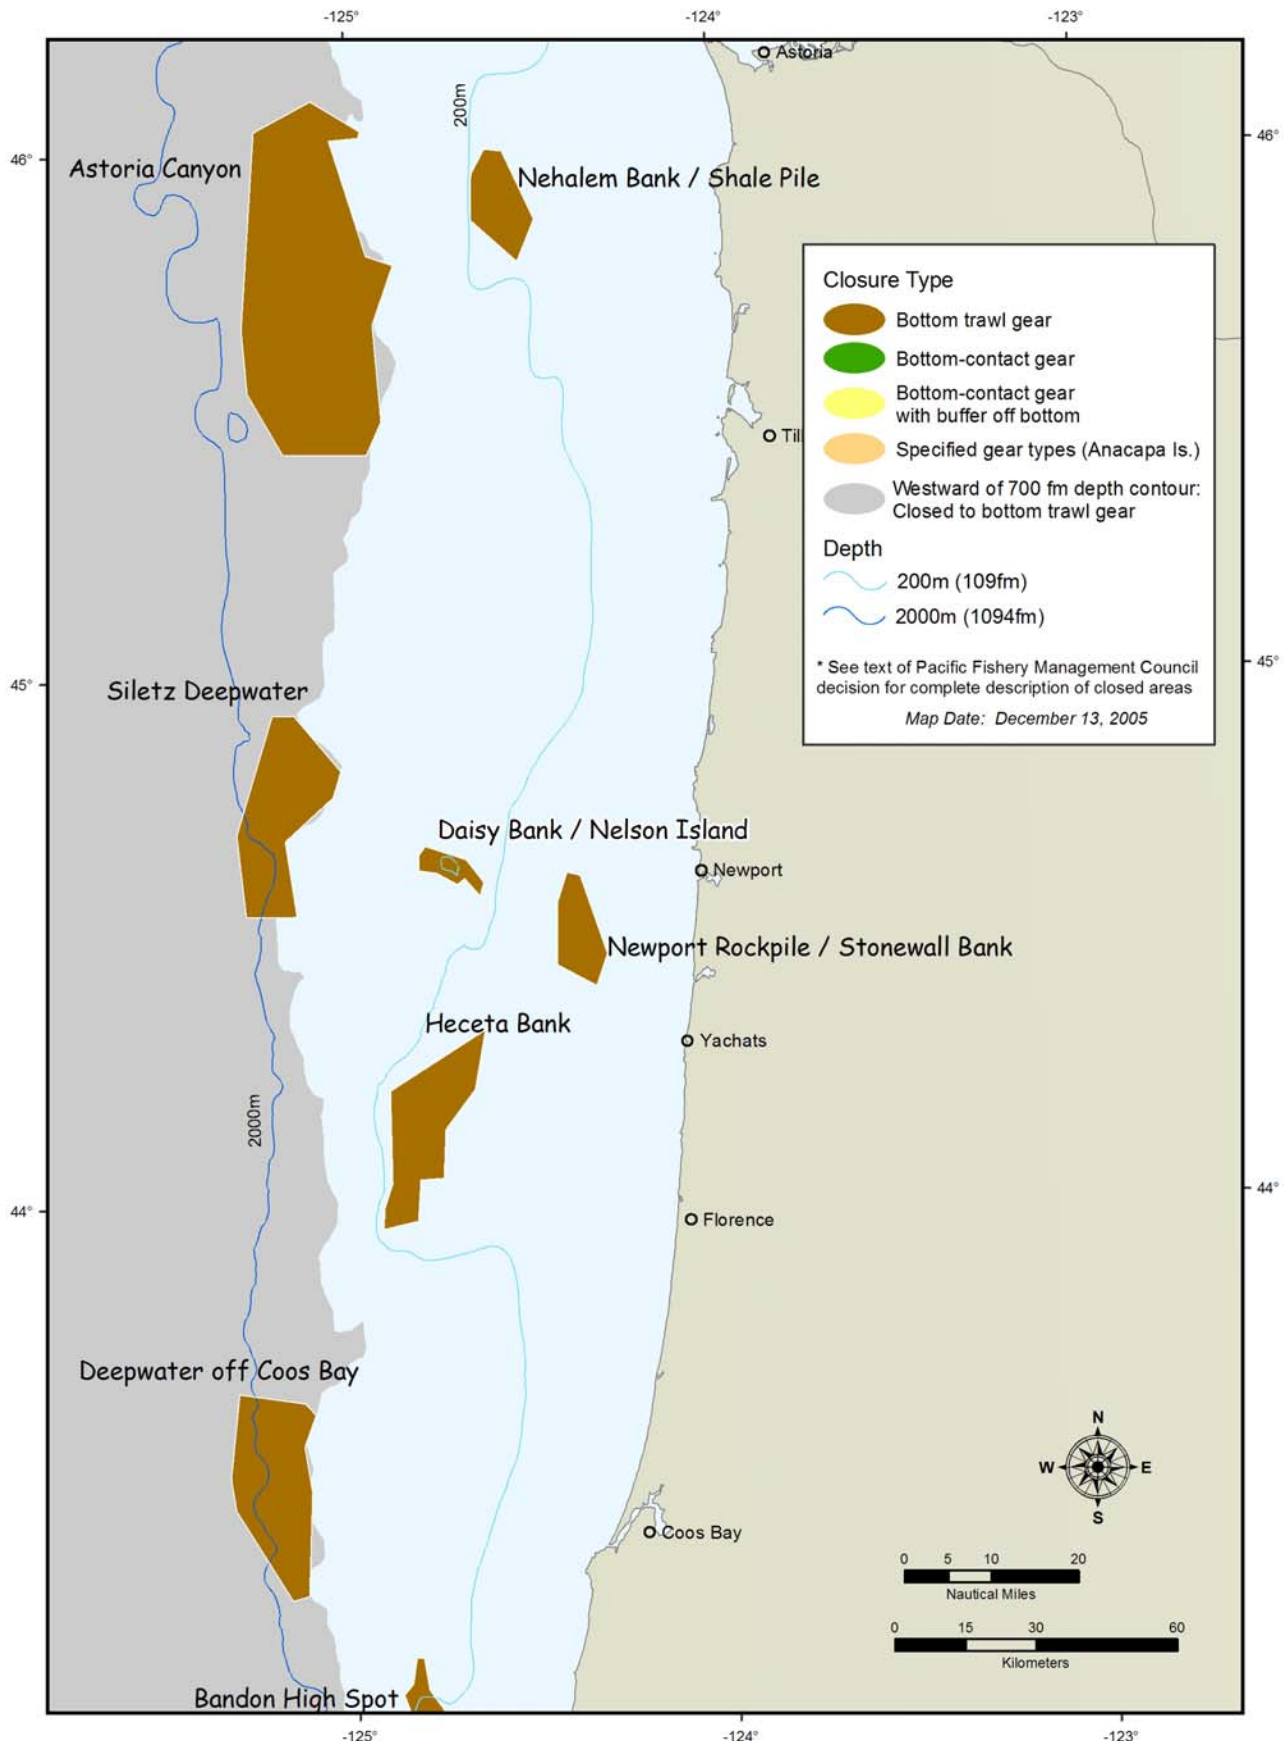 -125°
-124°
-123°
Astoria
200m
46°
46°
Astoria Canyon
Nehalem Bank / Shale Pile
Closure Type
Bottom trawl gear
Bottom-contact gear
Bottom-contact gear
with buffer off bottom
Till
Specified gear types (Anacapa Is.)
Westward of 700 fm depth contour:
Closed to bottom trawl gear
Depth
200m (109fm)
2000m (1094fm)
45°
45°
* See text of Pacific Fishery Management Council
decision for complete description of closed areas
Map Date: December 13, 2005
Siletz Deepwater
Daisy Bank / Nelson Island
Newport
Newport Rockpile / Stonewall Bank
Heceta Bank
Yachats
2000m
44°
44°
Florence
Deepwater off Coos Bay
N
W
E
S
Coos Bay
0 5 10 20
Nautical Miles
0 15 30 60
Kilometers
Bandon High Spot
-125°
-124°
-123°